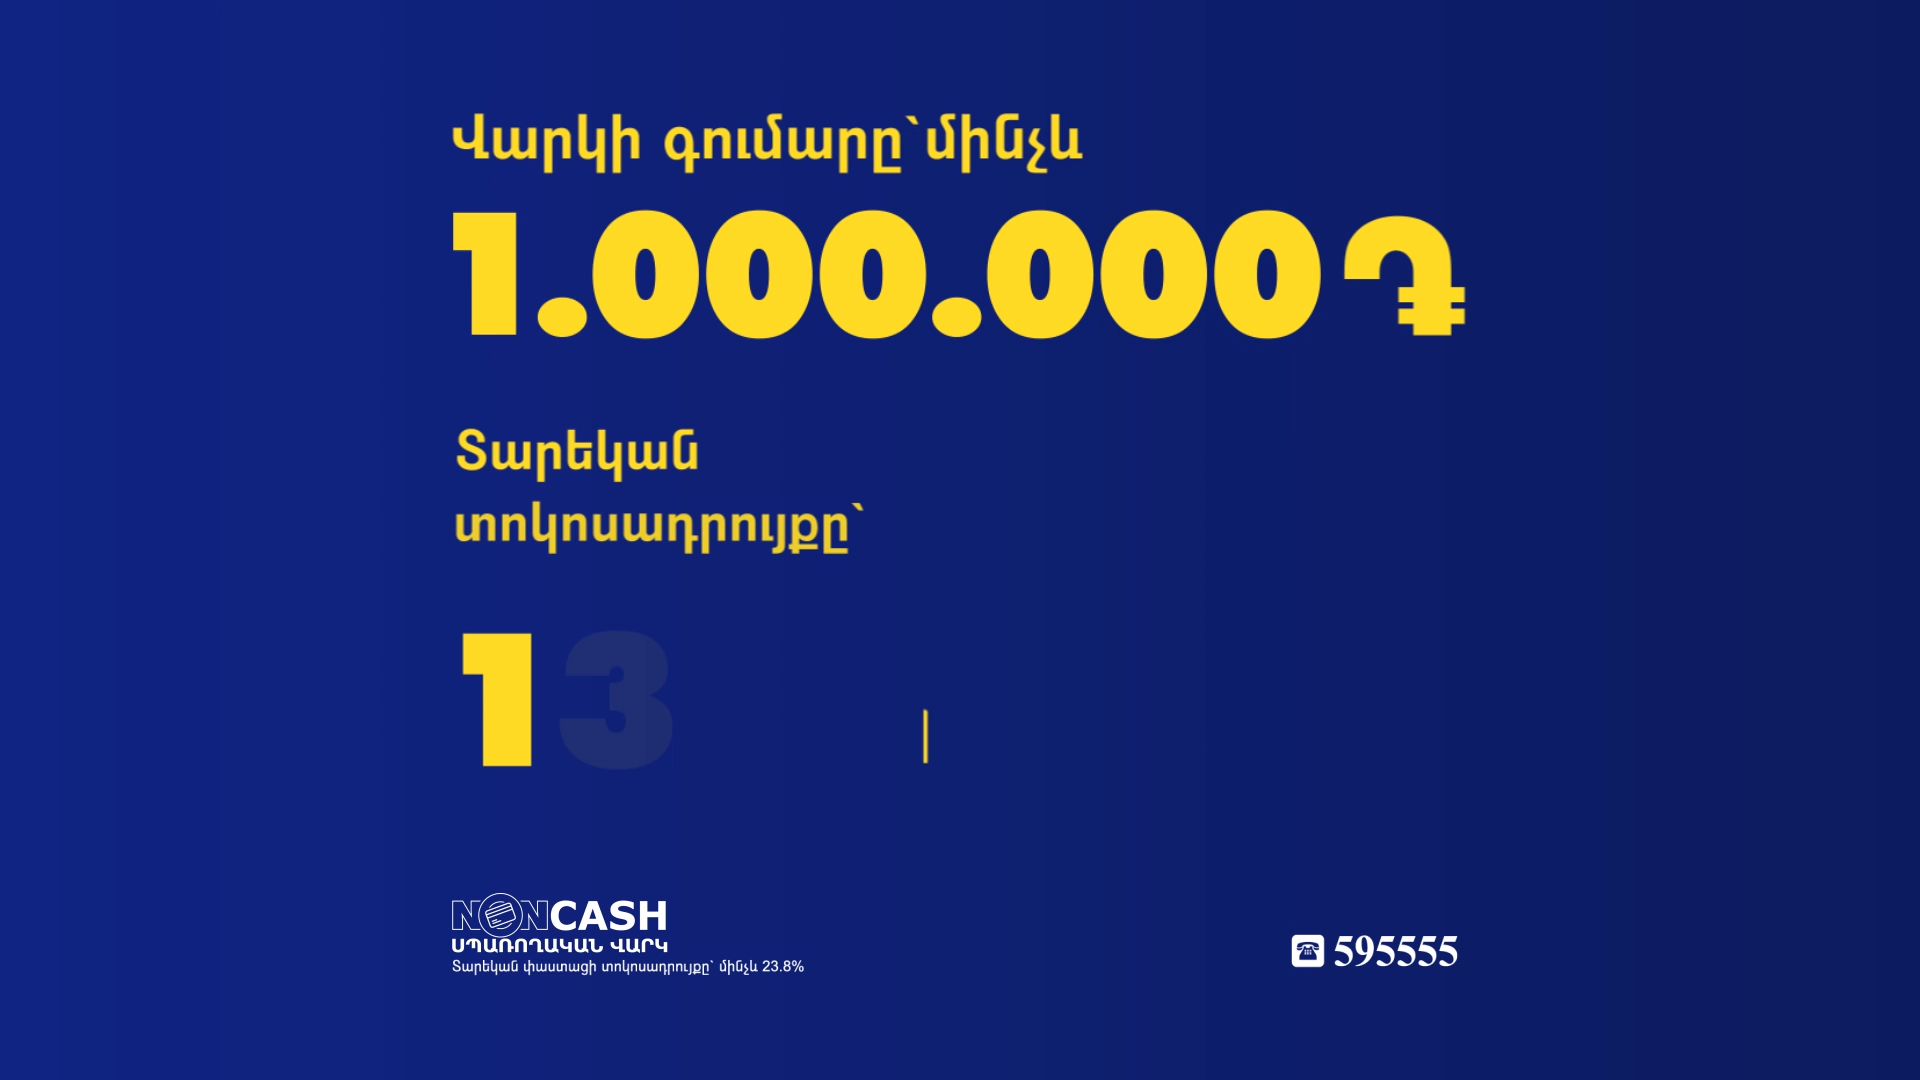 Վարկի գումարը՝մինչև
1.000.000֏
Տարեկան
տոկոսադրույքը՝
13
NONCASH
ՍՊԱՌՈՂԱԿԱՆ ՎԱՐԿ
Տարեկան փաստացի տոկոսադրույքը՝ մինչև 23.8%
595555